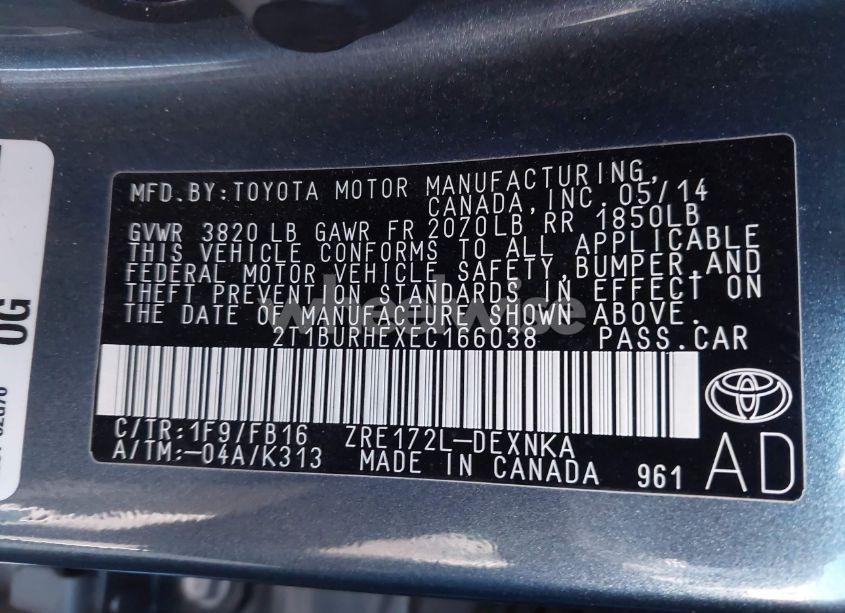 MFD.BY:TOYOTA MOTOR MANUFACTURING,
CANADA,INC.05/14
GVWR 3820 LB GAWR FR 2070LB RR 1850LB
THIS VEHICLE CONFORMS TO ALL APPLICABLE
FEDERAL MOTOR VEHICLE SAFETY,BUMPER,AND
THEFT PREVENTION STANDARDS IN EFFECT ON
THE DATE OF MANUFACTURE SHOWN ABOVE.
wheelwise
2T1BURHEXEC166038 PASS.CAR
C/TR:1F9/FB16 ZRE172L-DEXNKA
A/TM:-04A/K313 MADE IN CANADA 961 AD
OG